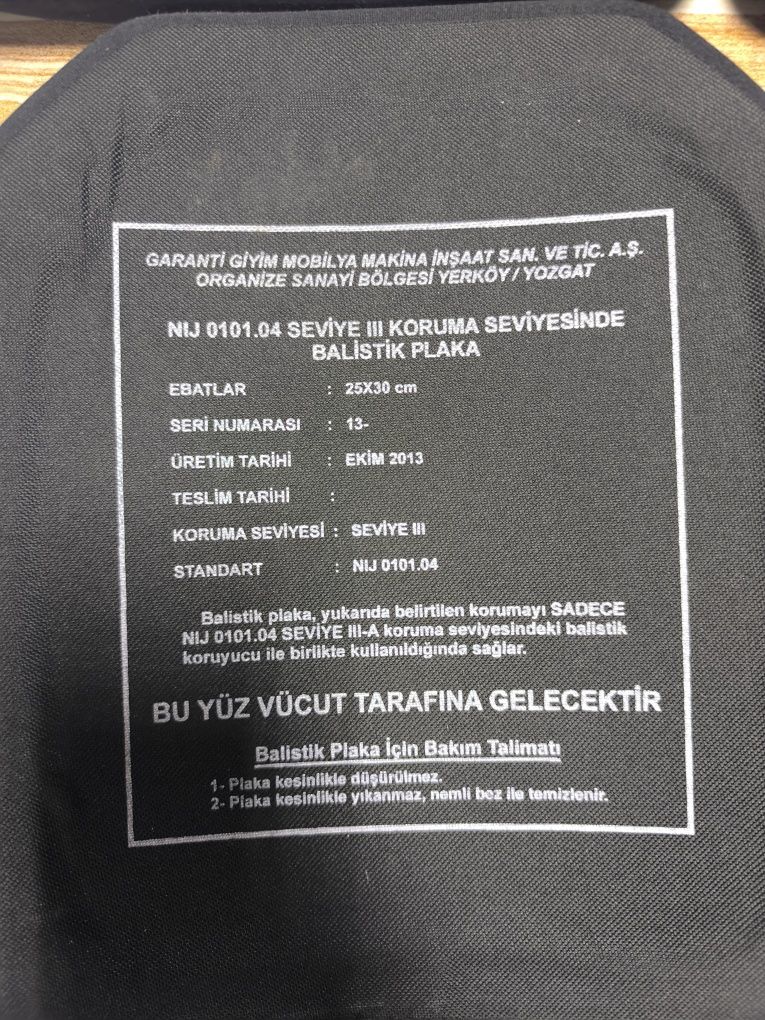 GARANTİ GİYİM MOBİLYA MAKİNA İNŞAAT SAN. VE TİC. A.Ş.
ORGANİZE SANAYİ BÖLGESİ YERKÖY / YOZGAT
NIJ 0101.04 SEVİYE III KORUMA SEVİYESİNDE
BALİSTİK PLAKA
EBATLAR : 25X30 cm
SERİ NUMARASI : 13-
ÜRETİM TARİHİ : EKİM 2013
TESLİM TARİHİ :
KORUMA SEVİYESİ : SEVİYE III
STANDART : NIJ 0101.04
Balistik plaka, yukarıda belirtilen korumayı SADECE
NIJ 0101.04 SEVİYE III-A koruma seviyesindeki balistik
koruyucu ile birlikte kullanıldığında sağlar.
BU YÜZ VÜCUT TARAFINA GELECEKTİR
Balistik Plaka İçin Bakım Talimatı
1- Plaka kesinlikle düşürülmez.
2- Plaka kesinlikle yıkanmaz, nemli bez ile temizlenir.